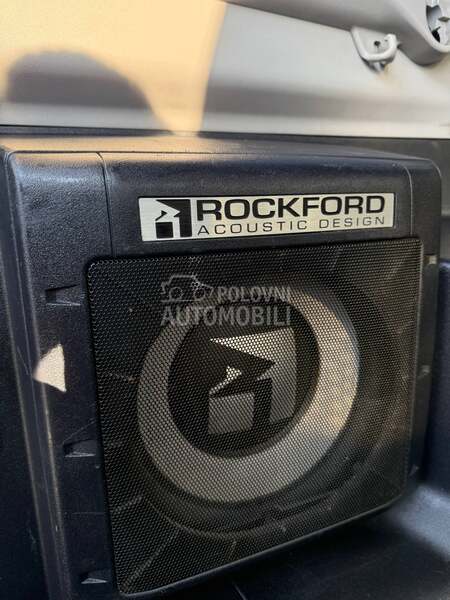 ROCKFORD
ACOUSTIC DESIGN
POLOVNI
AUTOMOBILI